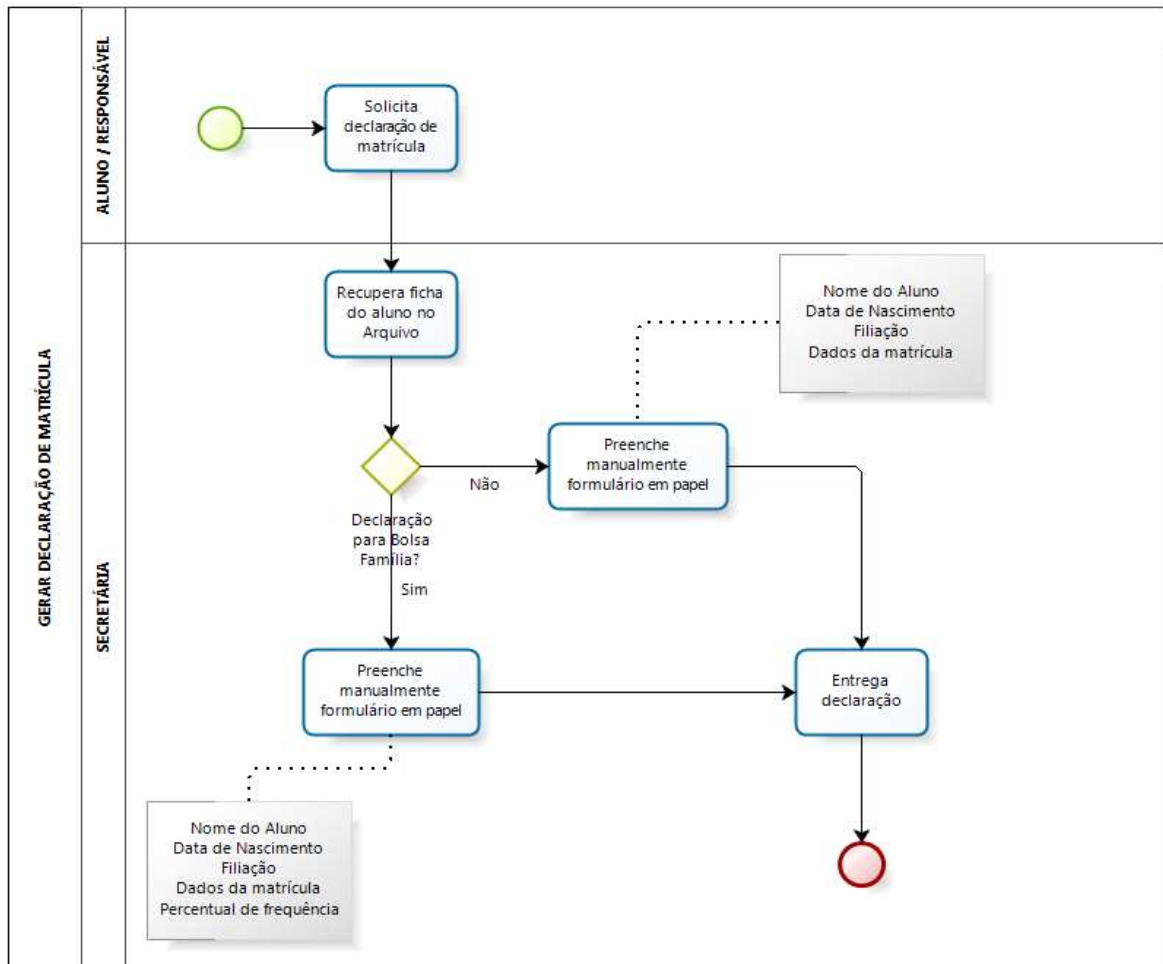 GERAR DECLARAÇÃO DE MATRÍCULA
ALUNO / RESPONSÁVEL
Solicita
declaração de
matrícula
SECRETÁRIA
Recupera ficha
do aluno no
Arquivo
Nome do Aluno
Data de Nascimento
Filiação
Dados da matrícula
Declaração
para Bolsa
Família?
Não
Preenche
manualmente
formulário em papel
Sim
Preenche
manualmente
formulário em papel
Entrega
declaração
Nome do Aluno
Data de Nascimento
Filiação
Dados da matrícula
Percentual de frequência